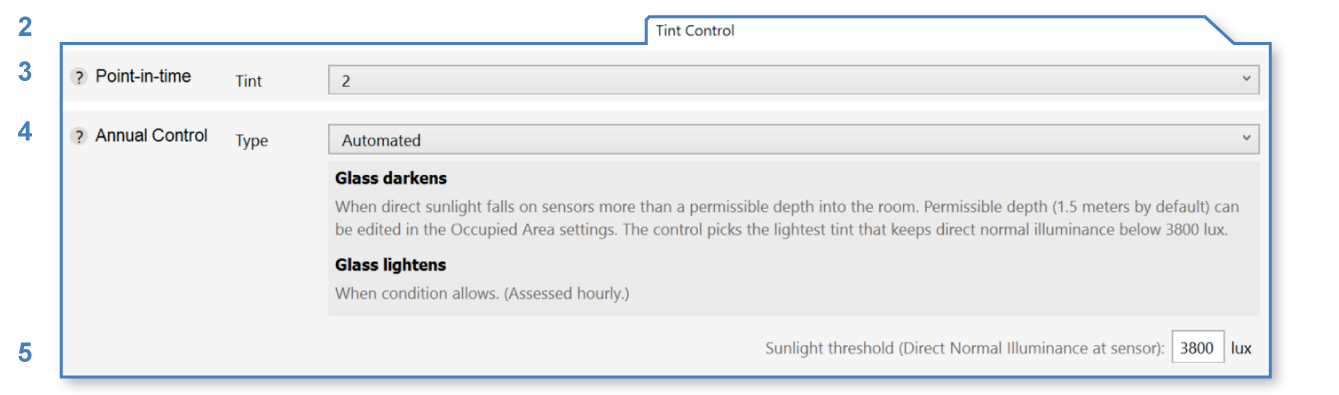 2
Tint Control
3
? Point-in-time Tint 2
4
? Annual Control Type Automated
Glass darkens
When direct sunlight falls on sensors more than a permissible depth into the room. Permissible depth (1.5 meters by default) can
be edited in the Occupied Area settings. The control picks the lightest tint that keeps direct normal illuminance below 3800 lux.
Glass lightens
When condition allows. (Assessed hourly.)
5
Sunlight threshold (Direct Normal Illuminance at sensor): 3800 lux